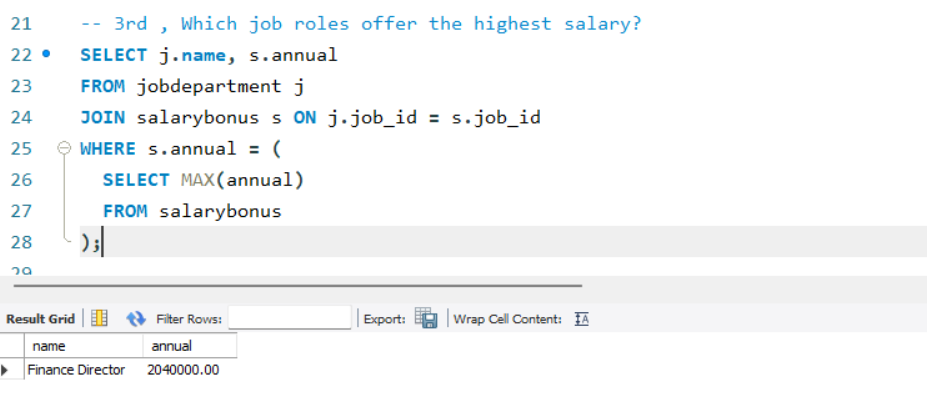 21 -- 3rd , Which job roles offer the highest salary?
22 SELECT j.name, s.annual
23 FROM jobdepartment j
24 JOIN salarybonus s ON j.job_id = s.job_id
25 WHERE s.annual = (
26 SELECT MAX(annual)
27 FROM salarybonus
28 );
29
Result Grid Filter Rows: Export: Wrap Cell Content: IA
name annual
Finance Director 2040000.00